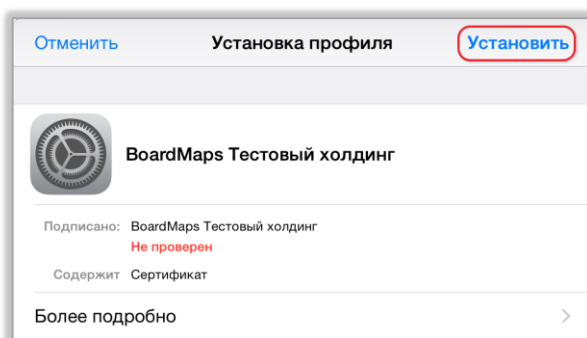 Отменить Установка профиля Установить
BoardMaps Тестовый холдинг
Подписано: BoardMaps Тестовый холдинг
Не проверен
Содержит Сертификат
Более подробно